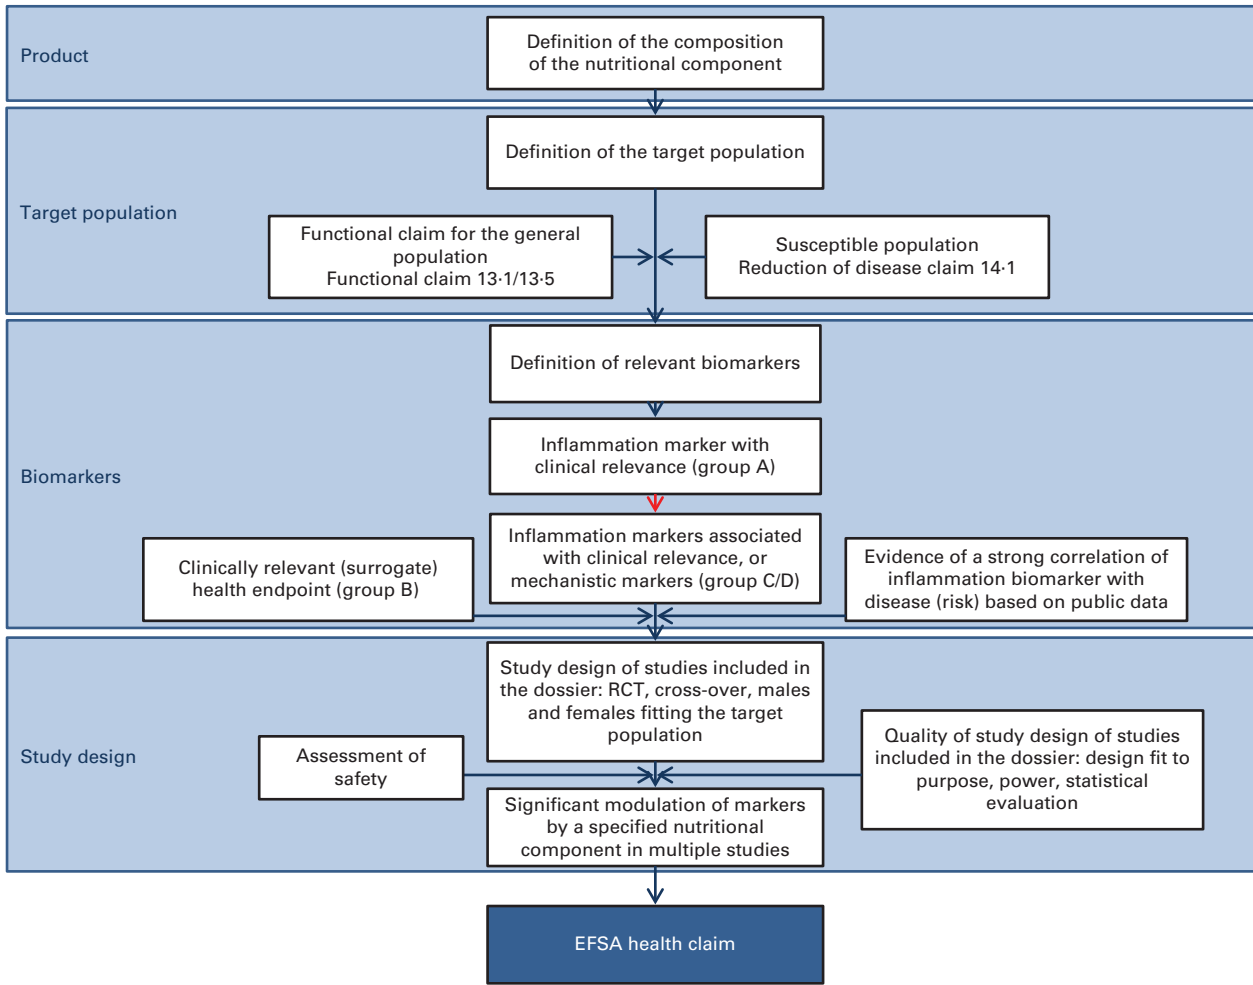 Product
Definition of the composition
of the nutritional component
Target population
Definition of the target population
Functional claim for the general
population
Functional claim 13·1/13·5
Susceptible population
Reduction of disease claim 14·1
Biomarkers
Definition of relevant biomarkers
Inflammation marker with
clinical relevance (group A)
Inflammation markers associated
with clinical relevance, or
mechanistic markers (group C/D)
Clinically relevant (surrogate)
health endpoint (group B)
Evidence of a strong correlation of
inflammation biomarker with
disease (risk) based on public data
Study design
Study design of studies included in
the dossier: RCT, cross-over, males
and females fitting the target
population
Assessment of
safety
Quality of study design of studies
included in the dossier: design fit to
purpose, power, statistical
evaluation
Significant modulation of markers
by a specified nutritional
component in multiple studies
EFSA health claim